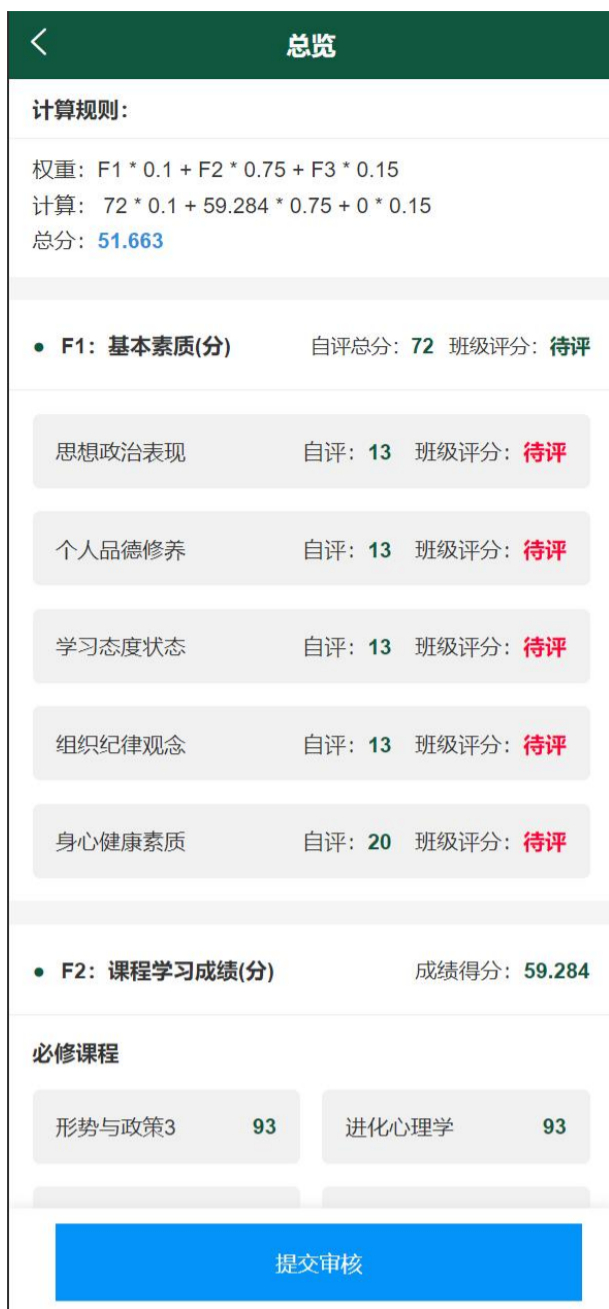 总览
计算规则：
权重：F1 * 0.1 + F2 * 0.75 + F3 * 0.15
计算： 72 * 0.1 + 59.284 * 0.75 + 0 * 0.15
总分：51.663
F1：基本素质(分) 自评总分：72 班级评分：待评
思想政治表现 自评：13 班级评分：待评
个人品德修养 自评：13 班级评分：待评
学习态度状态 自评：13 班级评分：待评
组织纪律观念 自评：13 班级评分：待评
身心健康素质 自评：20 班级评分：待评
F2：课程学习成绩(分) 成绩得分：59.284
必修课程
形势与政策3 93 进化心理学 93
提交审核